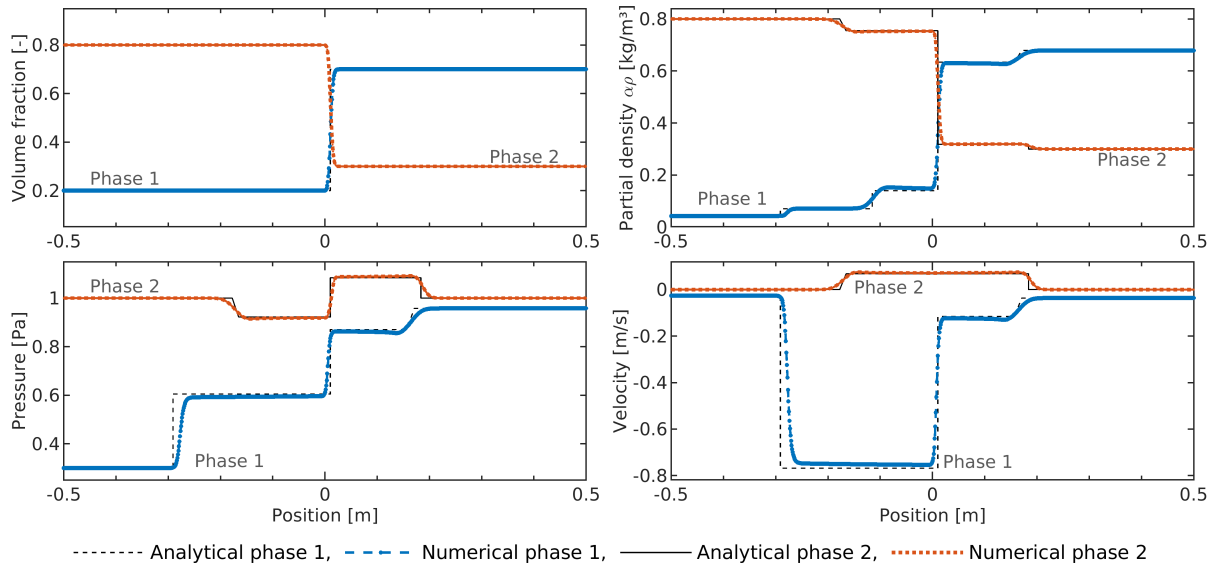 Volume fraction [-]
0.8
0.6
0.4
0.2
Phase 1
Phase 2
-0.5
0
0.5
Partial density αρ [kg/m³]
0.8
0.6
0.4
0.2
0
Phase 1
Phase 2
-0.5
0
0.5
Pressure [Pa]
1
0.8
0.6
0.4
Phase 2
Phase 1
-0.5
0
0.5
Position [m]
Velocity [m/s]
0
-0.2
-0.4
-0.6
-0.8
Phase 2
Phase 1
-0.5
0
0.5
Position [m]
Analytical phase 1, Numerical phase 1, Analytical phase 2, Numerical phase 2